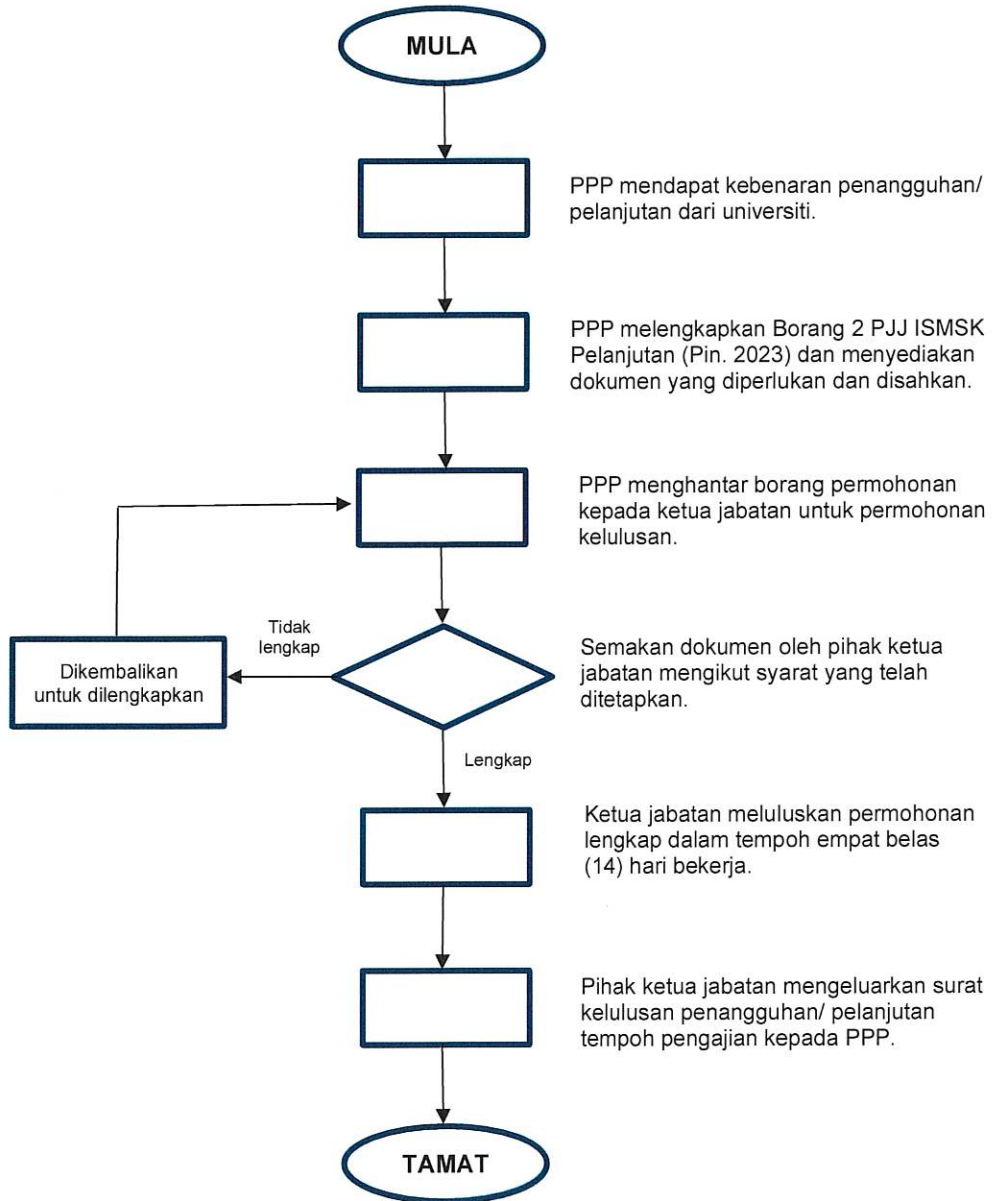 MULA
PPP mendapat kebenaran penangguhan/
pelanjutan dari universiti.
PPP melengkapkan Borang 2 PJJ ISMSK
Pelanjutan (Pin. 2023) dan menyediakan
dokumen yang diperlukan dan disahkan.
PPP menghantar borang permohonan
kepada ketua jabatan untuk permohonan
kelulusan.
Tidak
lengkap
Dikembalikan
untuk dilengkapkan
Semakan dokumen oleh pihak ketua
jabatan mengikut syarat yang telah
ditetapkan.
Lengkap
Ketua jabatan meluluskan permohonan
lengkap dalam tempoh empat belas
(14) hari bekerja.
Pihak ketua jabatan mengeluarkan surat
kelulusan penangguhan/ pelanjutan
tempoh pengajian kepada PPP.
TAMAT